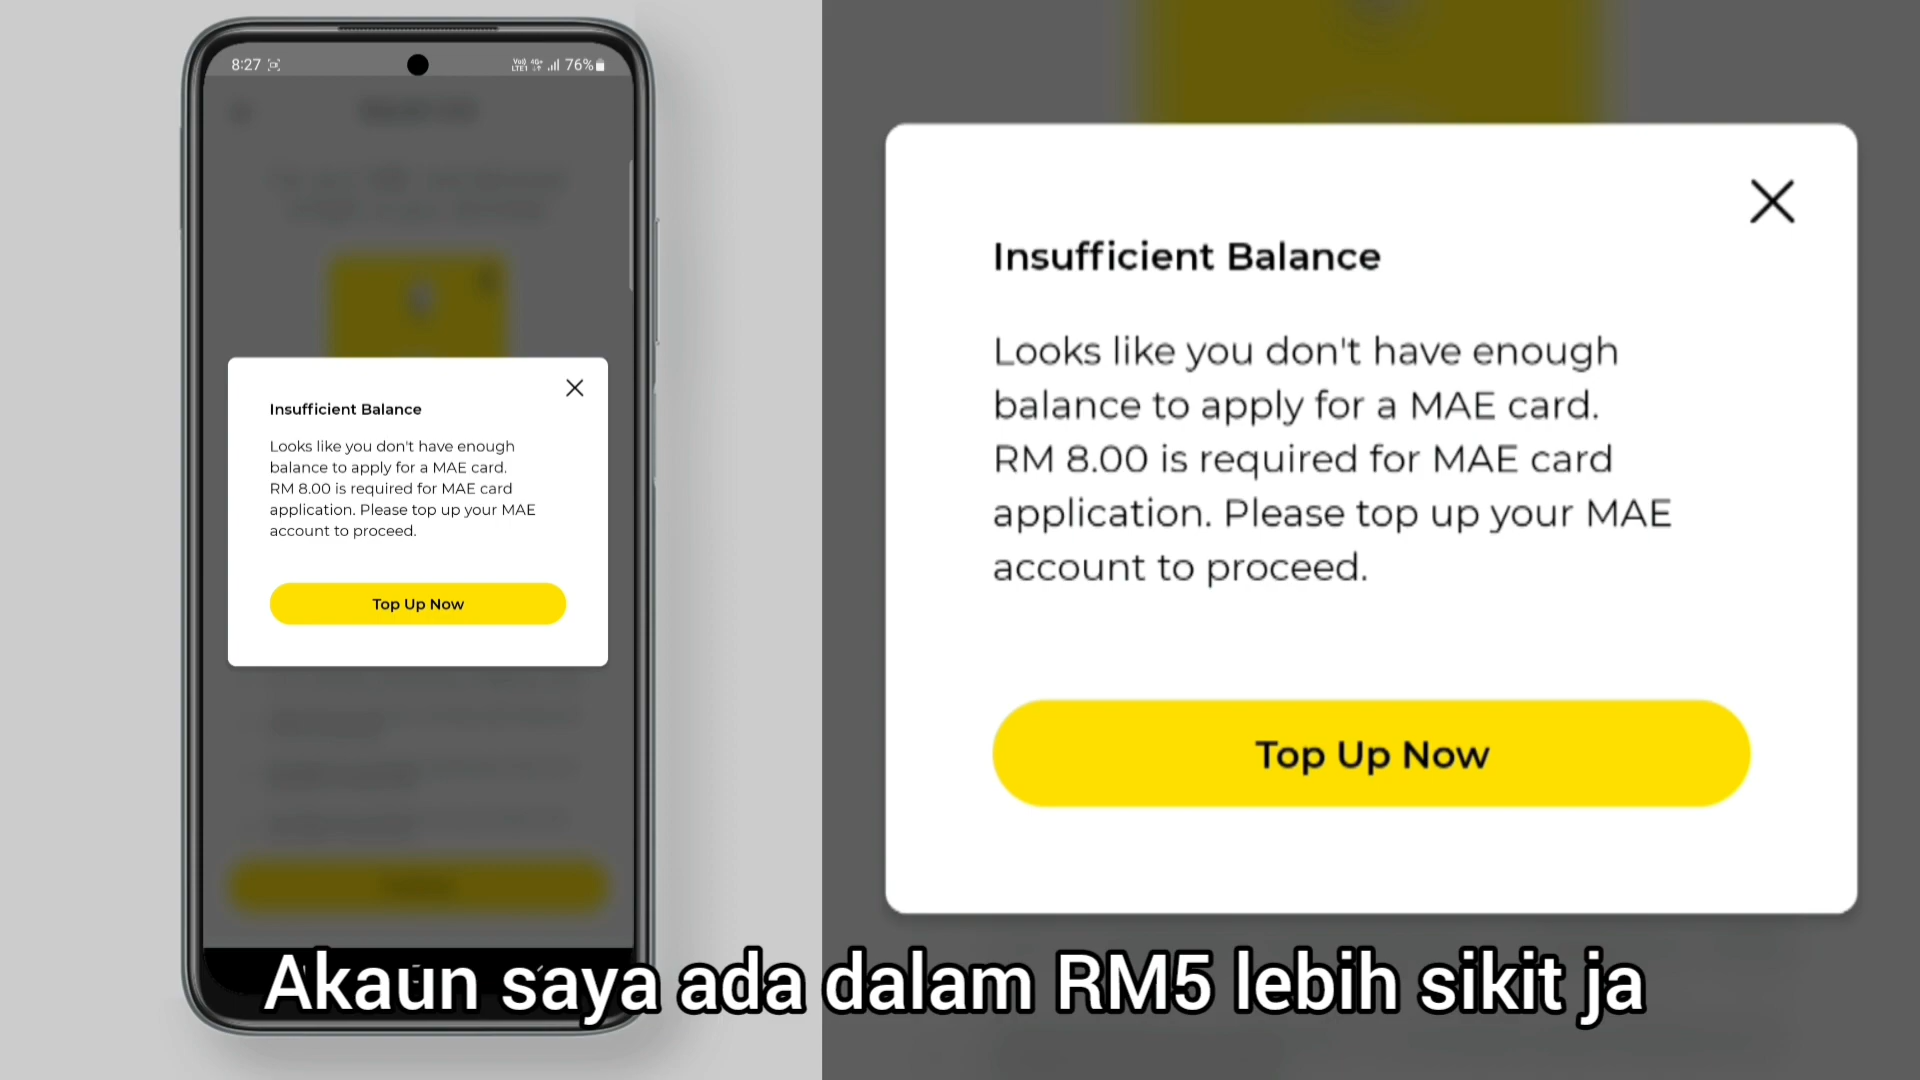 8:27
Vo)) 4G+ 76%
LTE1
Insufficient Balance
Looks like you don't have enough
balance to apply for a MAE card.
RM 8.00 is required for MAE card
application. Please top up your MAE
account to proceed.
Top Up Now
Insufficient Balance
Looks like you don't have enough
balance to apply for a MAE card.
RM 8.00 is required for MAE card
application. Please top up your MAE
account to proceed.
Top Up Now
Akaun saya ada dalam RM5 lebih sikit ja